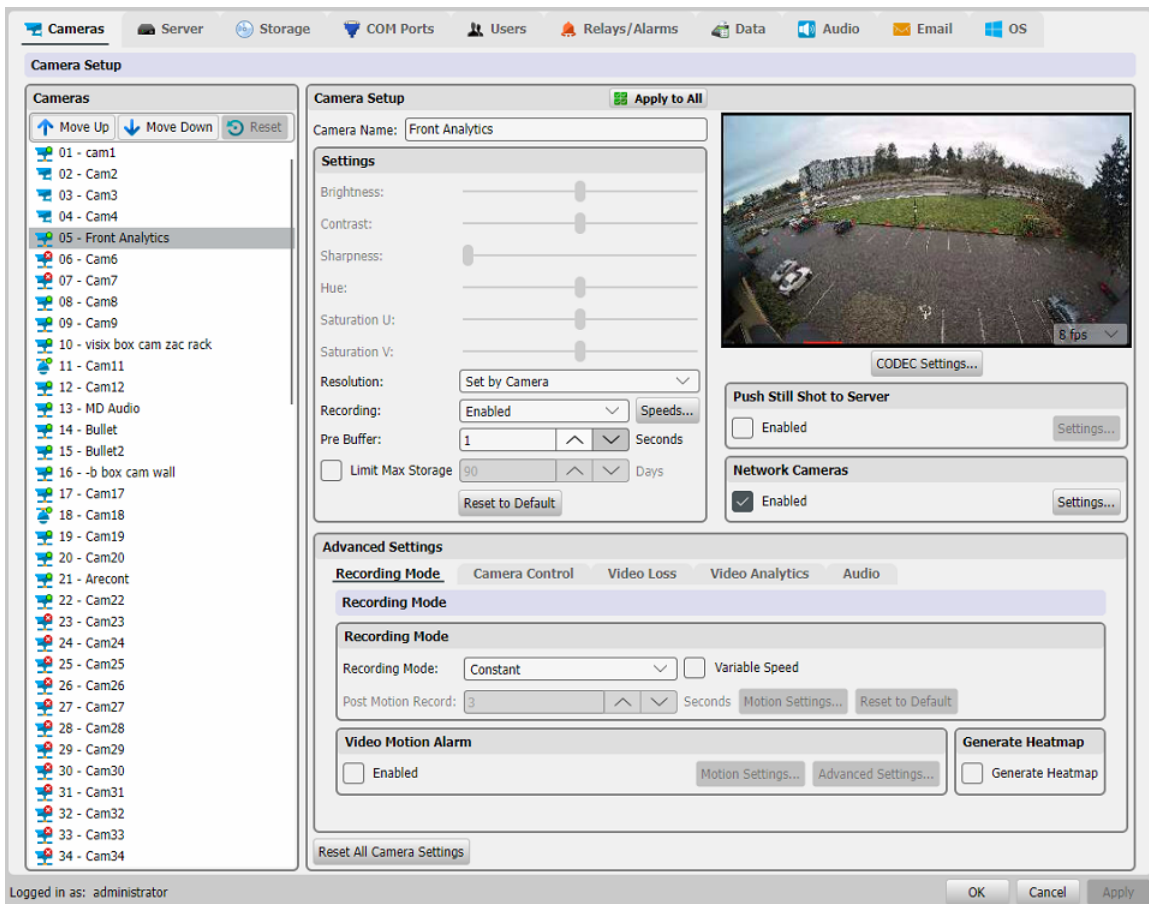 Cameras Server Storage COM Ports Users Relays/Alarms Data Audio Email OS
Camera Setup
Cameras
Move Up Move Down Reset
01 - cam1
02 - Cam2
03 - Cam3
04 - Cam4
05 - Front Analytics
06 - Cam6
07 - Cam7
08 - Cam8
09 - Cam9
10 - visix box cam zac rack
11 - Cam11
12 - Cam12
13 - MD Audio
14 - Bullet
15 - Bullet2
16 - -b box cam wall
17 - Cam17
18 - Cam18
19 - Cam19
20 - Cam20
21 - Arecont
22 - Cam22
23 - Cam23
24 - Cam24
25 - Cam25
26 - Cam26
27 - Cam27
28 - Cam28
29 - Cam29
30 - Cam30
31 - Cam31
32 - Cam32
33 - Cam33
34 - Cam34
Camera Setup Apply to All
Camera Name: Front Analytics
Settings
Brightness:
Contrast:
Sharpness:
Hue:
Saturation U:
Saturation V:
Resolution: Set by Camera
Recording: Enabled Speeds...
Pre Buffer: 1 Seconds
Limit Max Storage 90 Days
Reset to Default
8 fps
CODEC Settings...
Push Still Shot to Server
Enabled Settings...
Network Cameras
Enabled Settings...
Advanced Settings
Recording Mode Camera Control Video Loss Video Analytics Audio
Recording Mode
Recording Mode
Recording Mode: Constant Variable Speed
Post Motion Record: 3 Seconds Motion Settings... Reset to Default
Video Motion Alarm
Enabled Motion Settings... Advanced Settings...
Generate Heatmap
Generate Heatmap
Reset All Camera Settings
Logged in as: administrator OK Cancel Apply